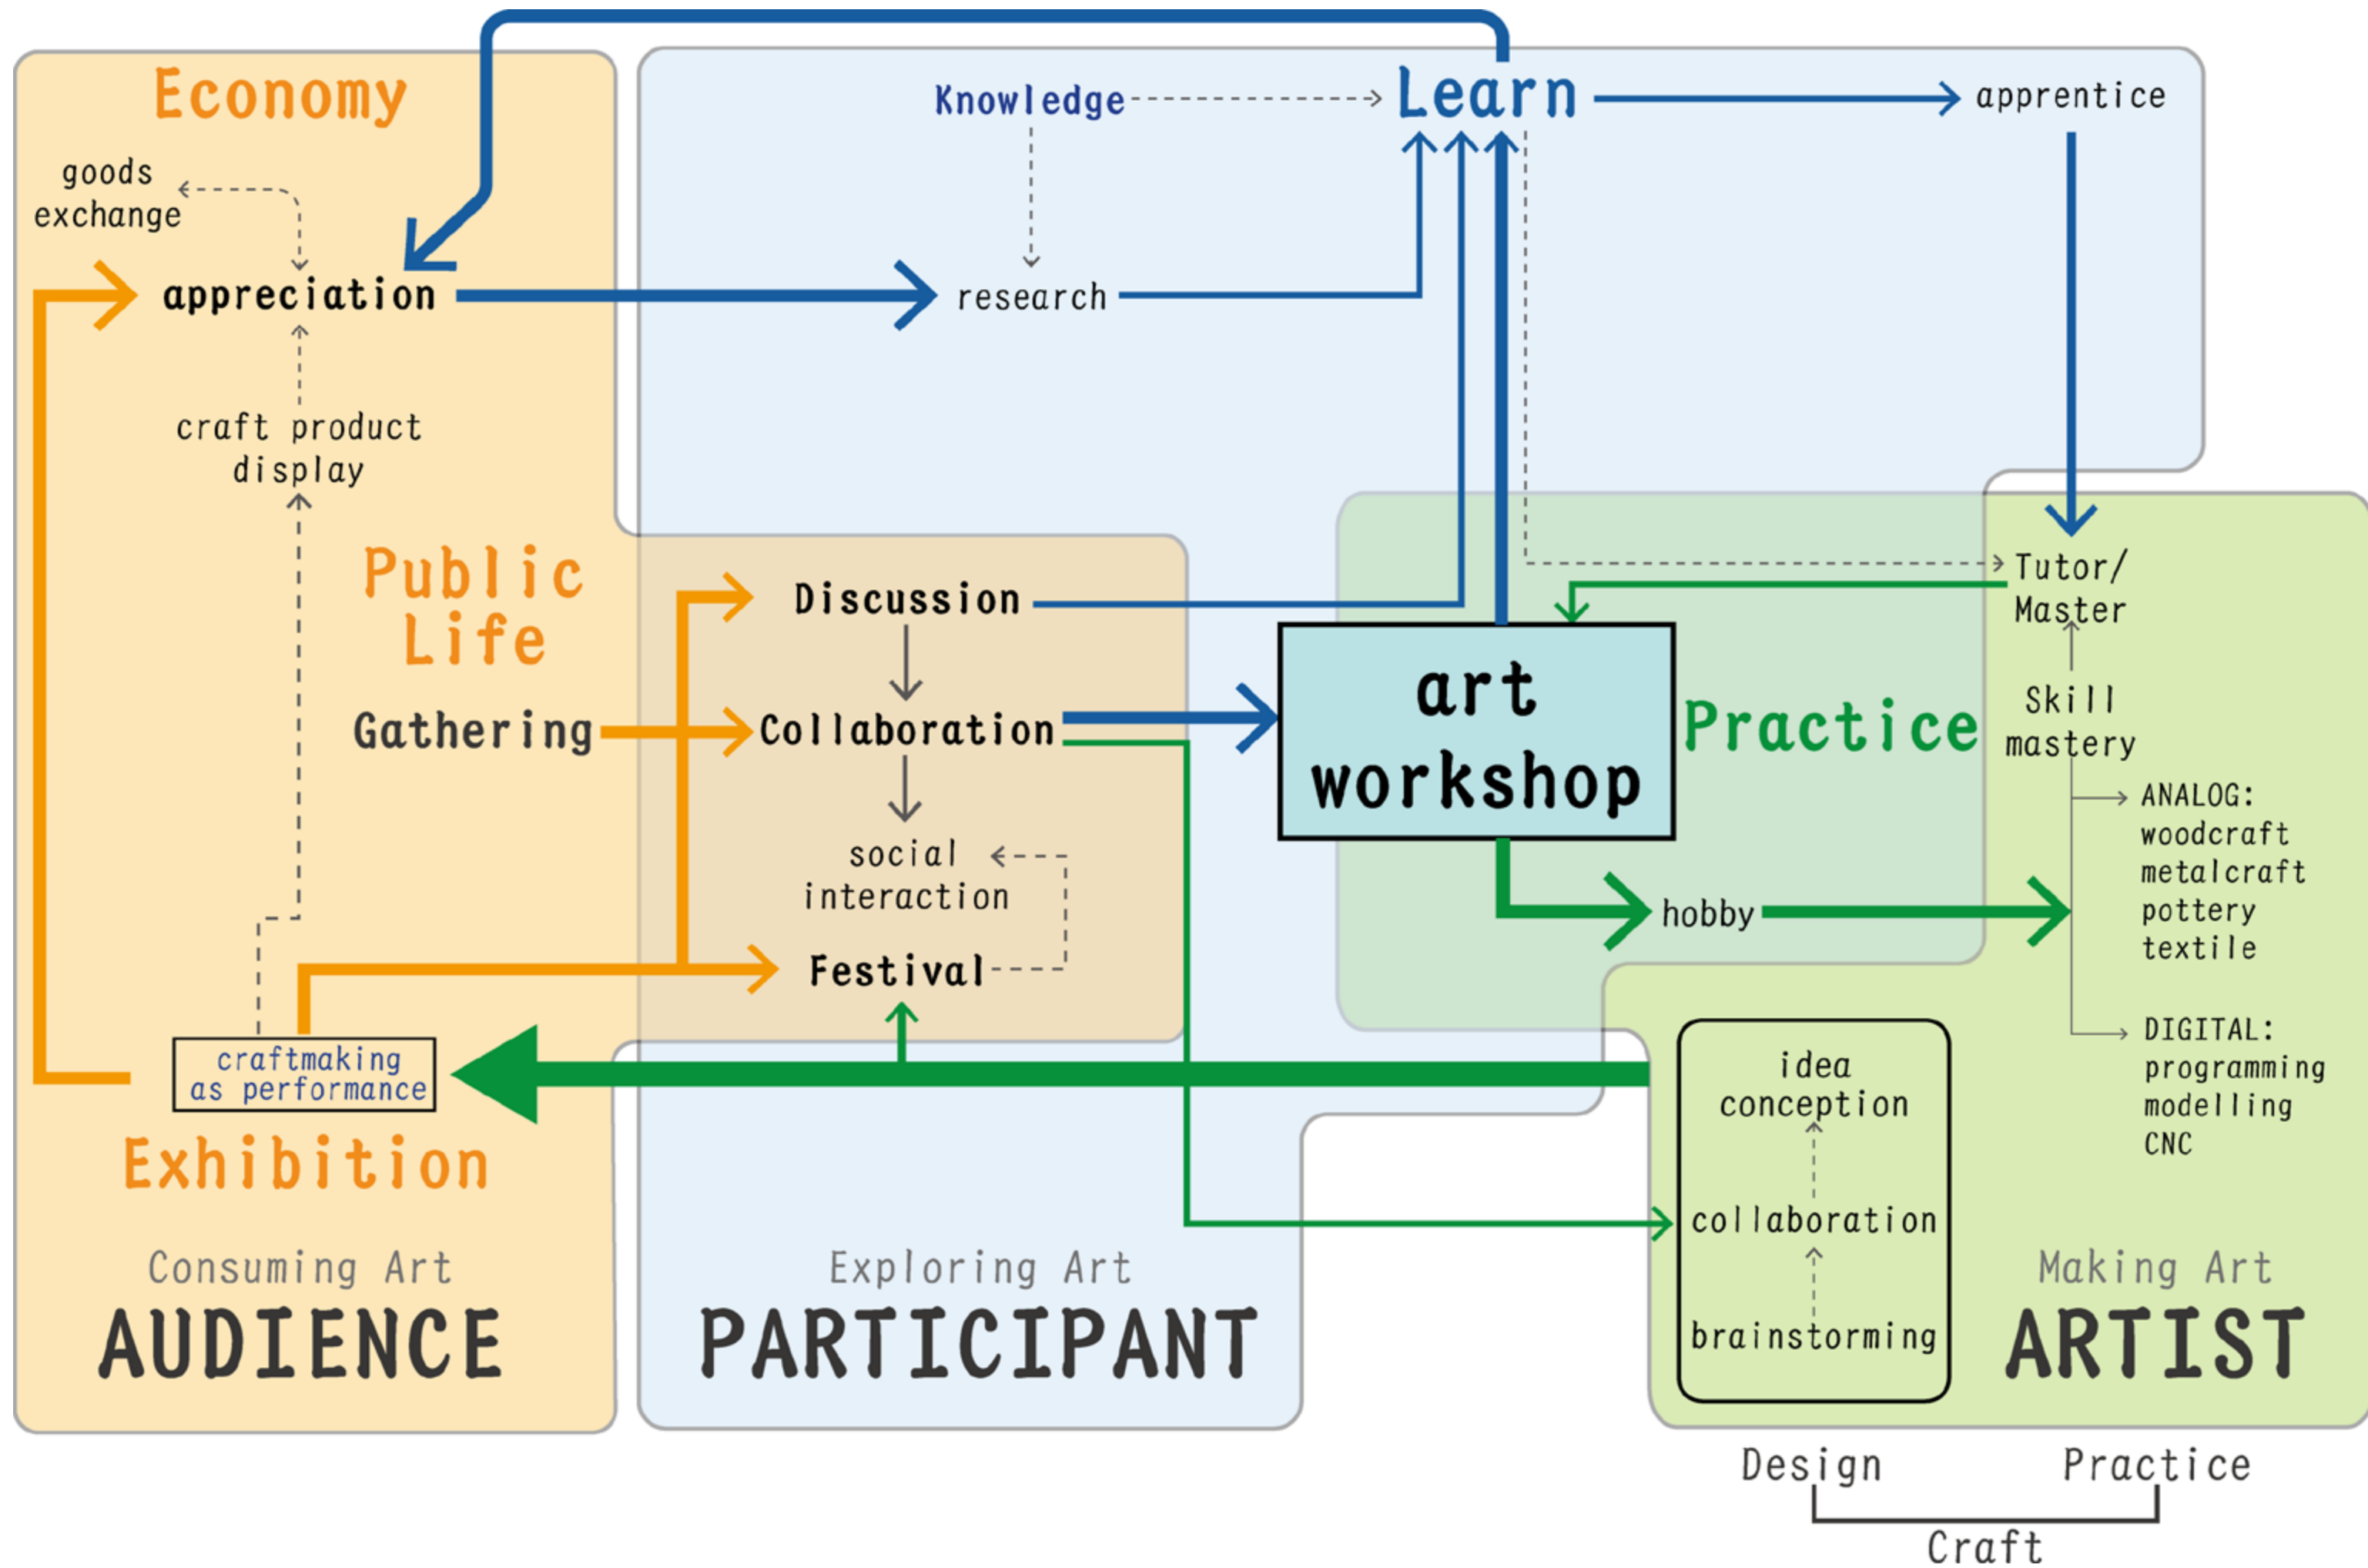 Economy
goods
exchange
appreciation
craft product
display
Public
Life
Gathering
craftmaking
as performance
Exhibition
Consuming Art
AUDIENCE
Knowledge
Learn
apprentice
research
Discussion
Collaboration
social
interaction
Festival
art
workshop
Practice
hobby
Exploring Art
PARTICIPANT
Tutor/
Master
Skill
mastery
ANALOG:
woodcraft
metalcraft
pottery
textile
DIGITAL:
programming
modelling
CNC
idea
conception
collaboration
brainstorming
Making Art
ARTIST
Design
Practice
Craft